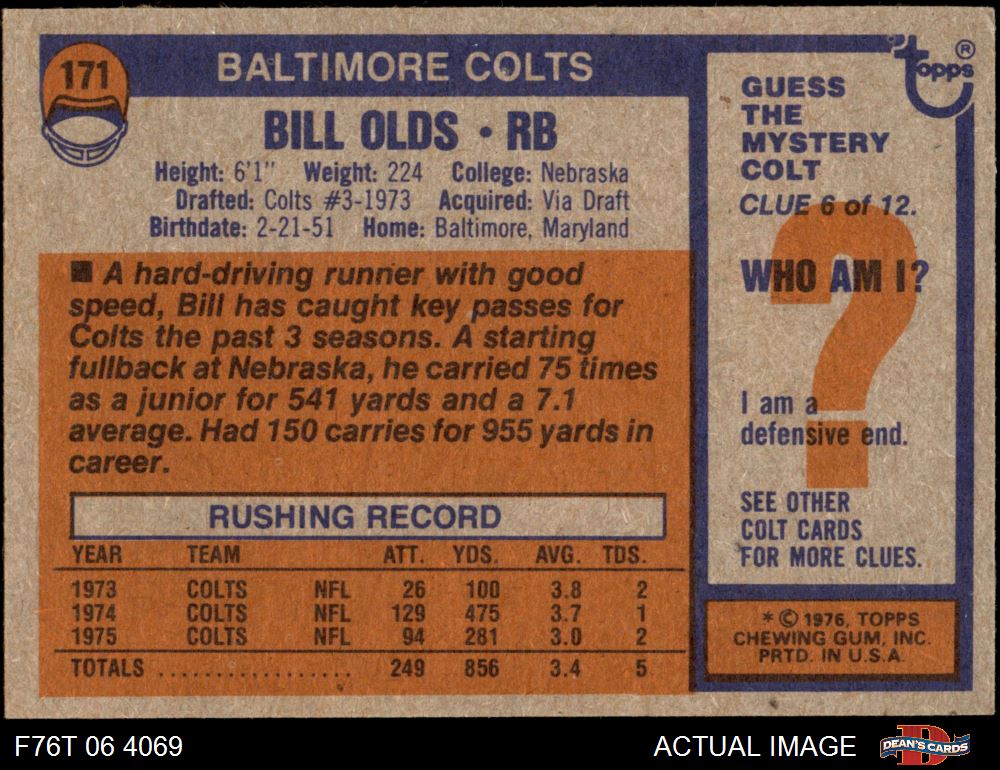 171
BALTIMORE COLTS
BILL OLDS • RB
Height: 6'1" Weight: 224 College: Nebraska
Drafted: Colts #3-1973 Acquired: Via Draft
Birthdate: 2-21-51 Home: Baltimore, Maryland
■ A hard-driving runner with good
speed, Bill has caught key passes for
Colts the past 3 seasons. A starting
fullback at Nebraska, he carried 75 times
as a junior for 541 yards and a 7.1
average. Had 150 carries for 955 yards in
career.
RUSHING RECORD
YEAR TEAM ATT. YDS. AVG. TDS.
1973 COLTS NFL 26 100 3.8 2
1974 COLTS NFL 129 475 3.7 1
1975 COLTS NFL 94 281 3.0 2
TOTALS ................. 249 856 3.4 5
topps ®
GUESS
THE
MYSTERY
COLT
CLUE 6 of 12.
WHO AM I?
?
I am a
defensive end.
SEE OTHER
COLT CARDS
FOR MORE CLUES.
* © 1976, TOPPS
CHEWING GUM, INC.
PRTD. IN U.S.A.
F76T 06 4069
ACTUAL IMAGE
D
DEAN'S CARDS